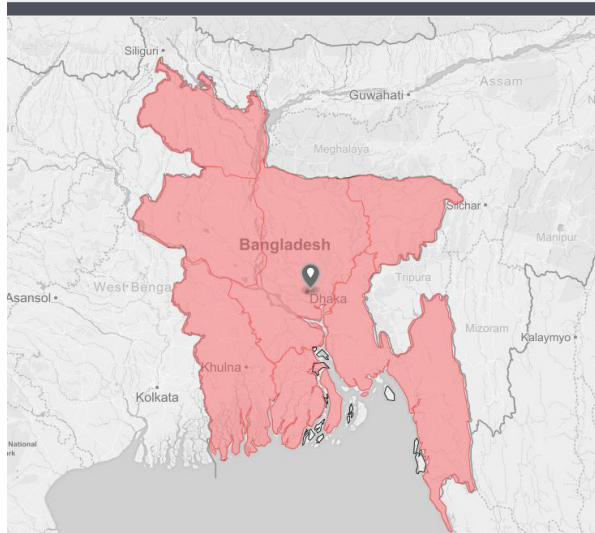 Siliguri
Guwahati
Assam
Meghalaya
Silchar
Manipur
Bangladesh
Tripura
West Benga
Asansol
Dhaka
Mizoram
Kalaymyo
Khulna
Kolkata
National